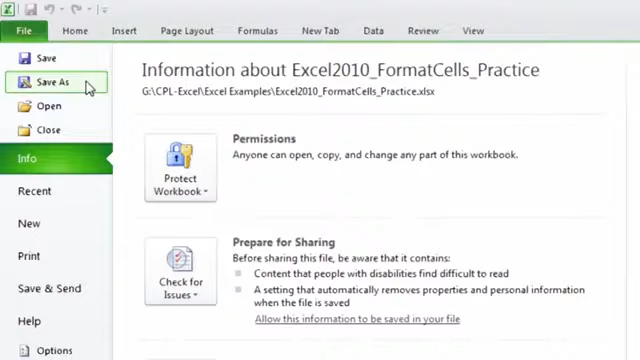 File Home Insert Page Layout Formulas New Tab Data Review View
Save
Save As
Open
Close
Info
Recent
New
Print
Save & Send
Help
Options
Information about Excel2010_FormatCells_Practice
G:\CPL-Excel\Excel Examples\Excel2010_FormatCells_Practice.xlsx
Protect
Workbook
Permissions
Anyone can open, copy, and change any part of this workbook.
Check for
Issues
Prepare for Sharing
Before sharing this file, be aware that it contains:
Content that people with disabilities find difficult to read
A setting that automatically removes properties and personal information
when the file is saved
Allow this information to be saved in your file